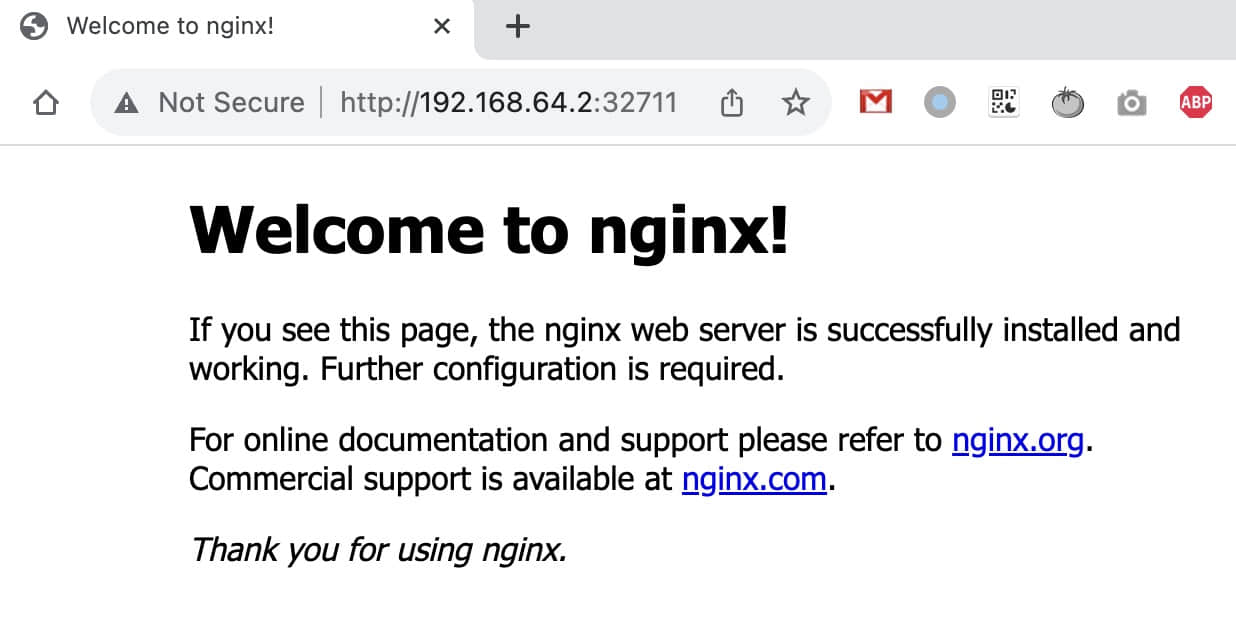 Welcome to nginx!
Not Secure http://192.168.64.2:32711
ABP
Welcome to nginx!
If you see this page, the nginx web server is successfully installed and
working. Further configuration is required.
For online documentation and support please refer to nginx.org.
Commercial support is available at nginx.com.
Thank you for using nginx.